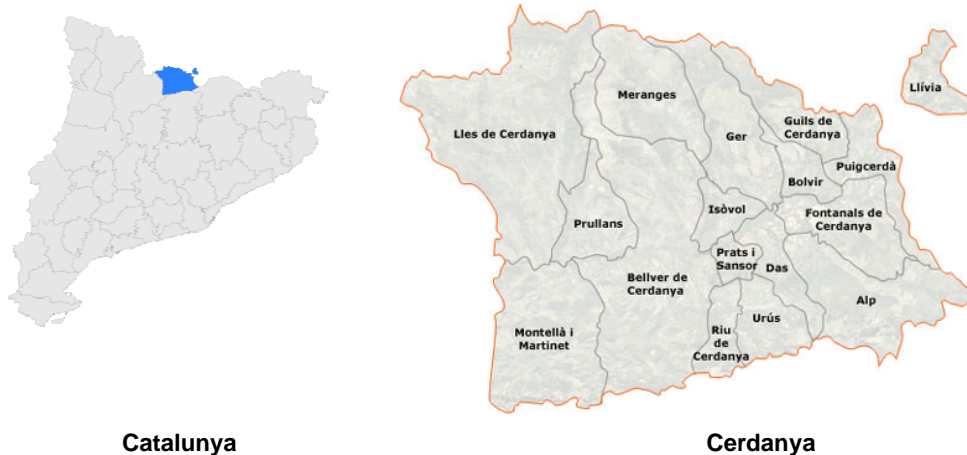 Llívia
Meranges
Guils de
Cerdanya
Lles de Cerdanya
Ger
Puigcerdà
Bolvir
Isòvol
Fontanals de
Cerdanya
Prullans
Prats i
Sansor
Das
Bellver de
Cerdanya
Alp
Urús
Montellà i
Martinet
Riu
de
Cerdanya
Catalunya
Cerdanya